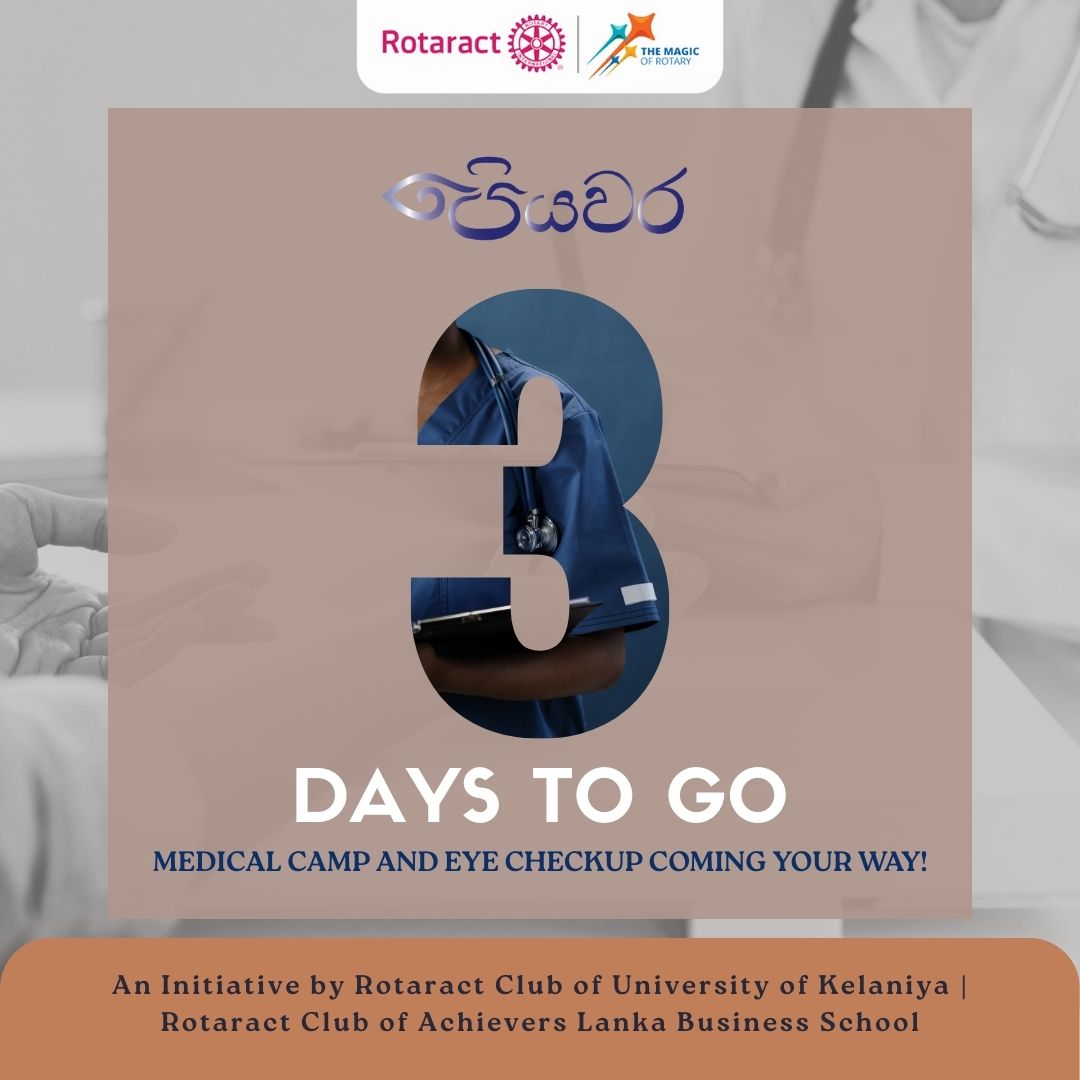 Rotaract
THE MAGIC
OF ROTARY
පියවර
3
DAYS TO GO
MEDICAL CAMP AND EYE CHECKUP COMING YOUR WAY!
An Initiative by Rotaract Club of University of Kelaniya |
Rotaract Club of Achievers Lanka Business School